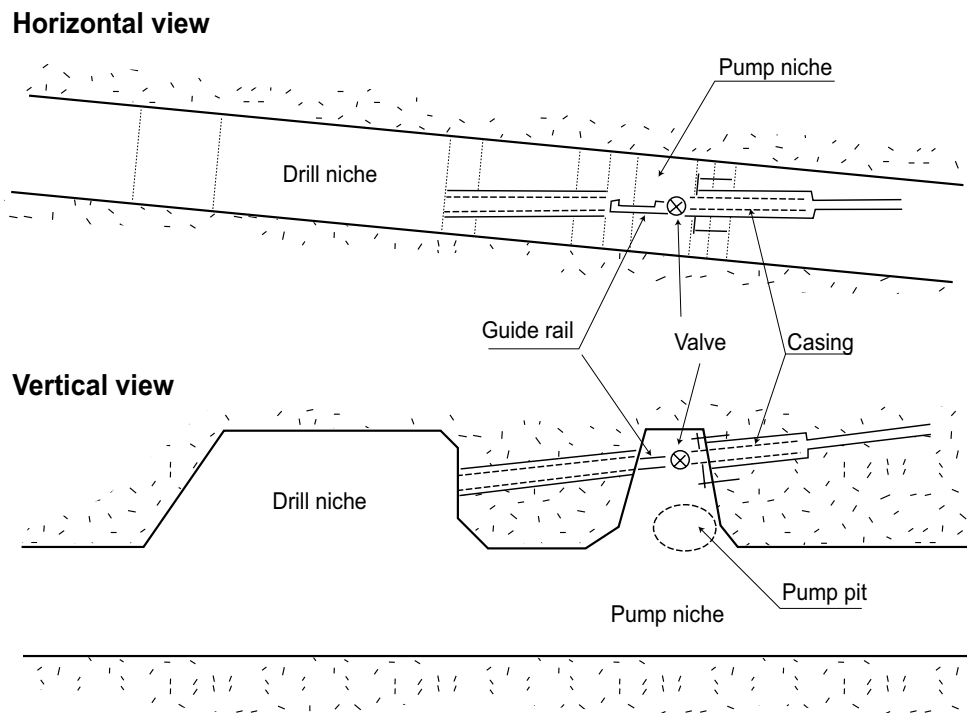 Horizontal view
Pump niche
Drill niche
Guide rail
Valve
Casing
Vertical view
Drill niche
Pump pit
Pump niche